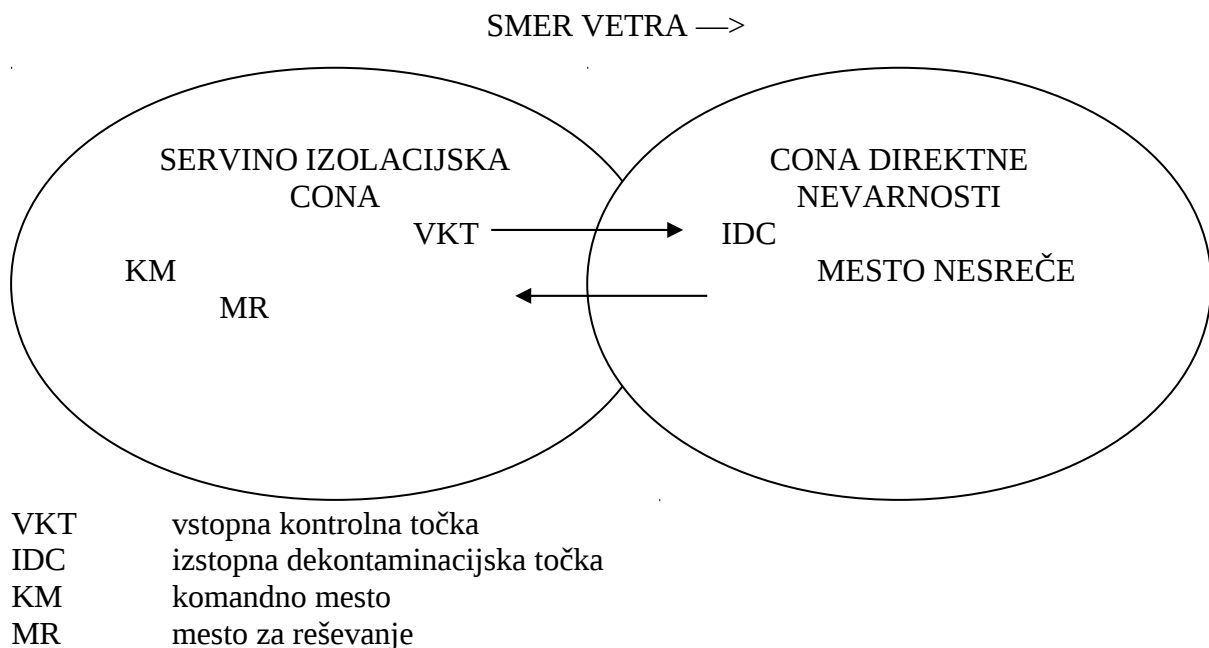 SMER VETRA —>
SERVINO IZOLACIJSKA
CONA
CONA DIREKTNE
NEVARNOSTI
VKT
IDC
KM
MESTO NESREČE
MR
VKT vstopna kontrolna točka
IDC izstopna dekontaminacijska točka
KM komandno mesto
MR mesto za reševanje